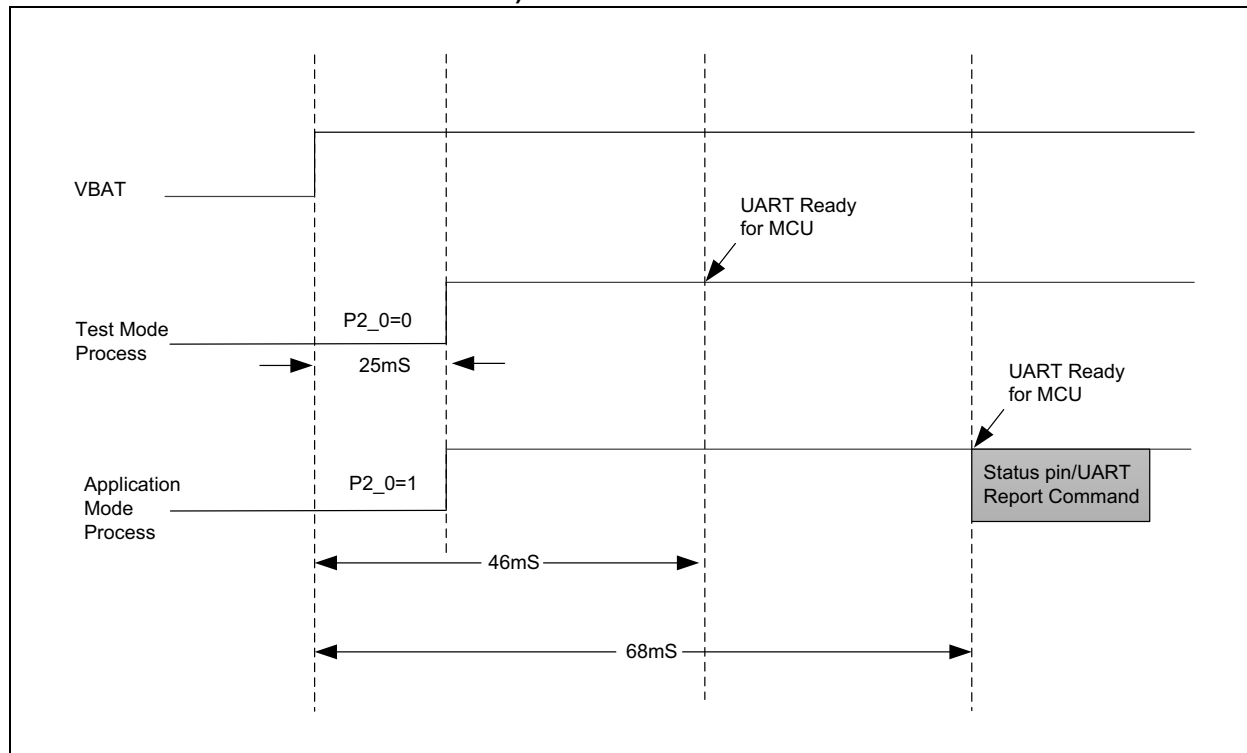 VBAT
UART Ready
for MCU
P2_0=0
Test Mode
Process
25mS
UART Ready
for MCU
Application
Mode
Process
P2_0=1
Status pin/UART
Report Command
46mS
68mS